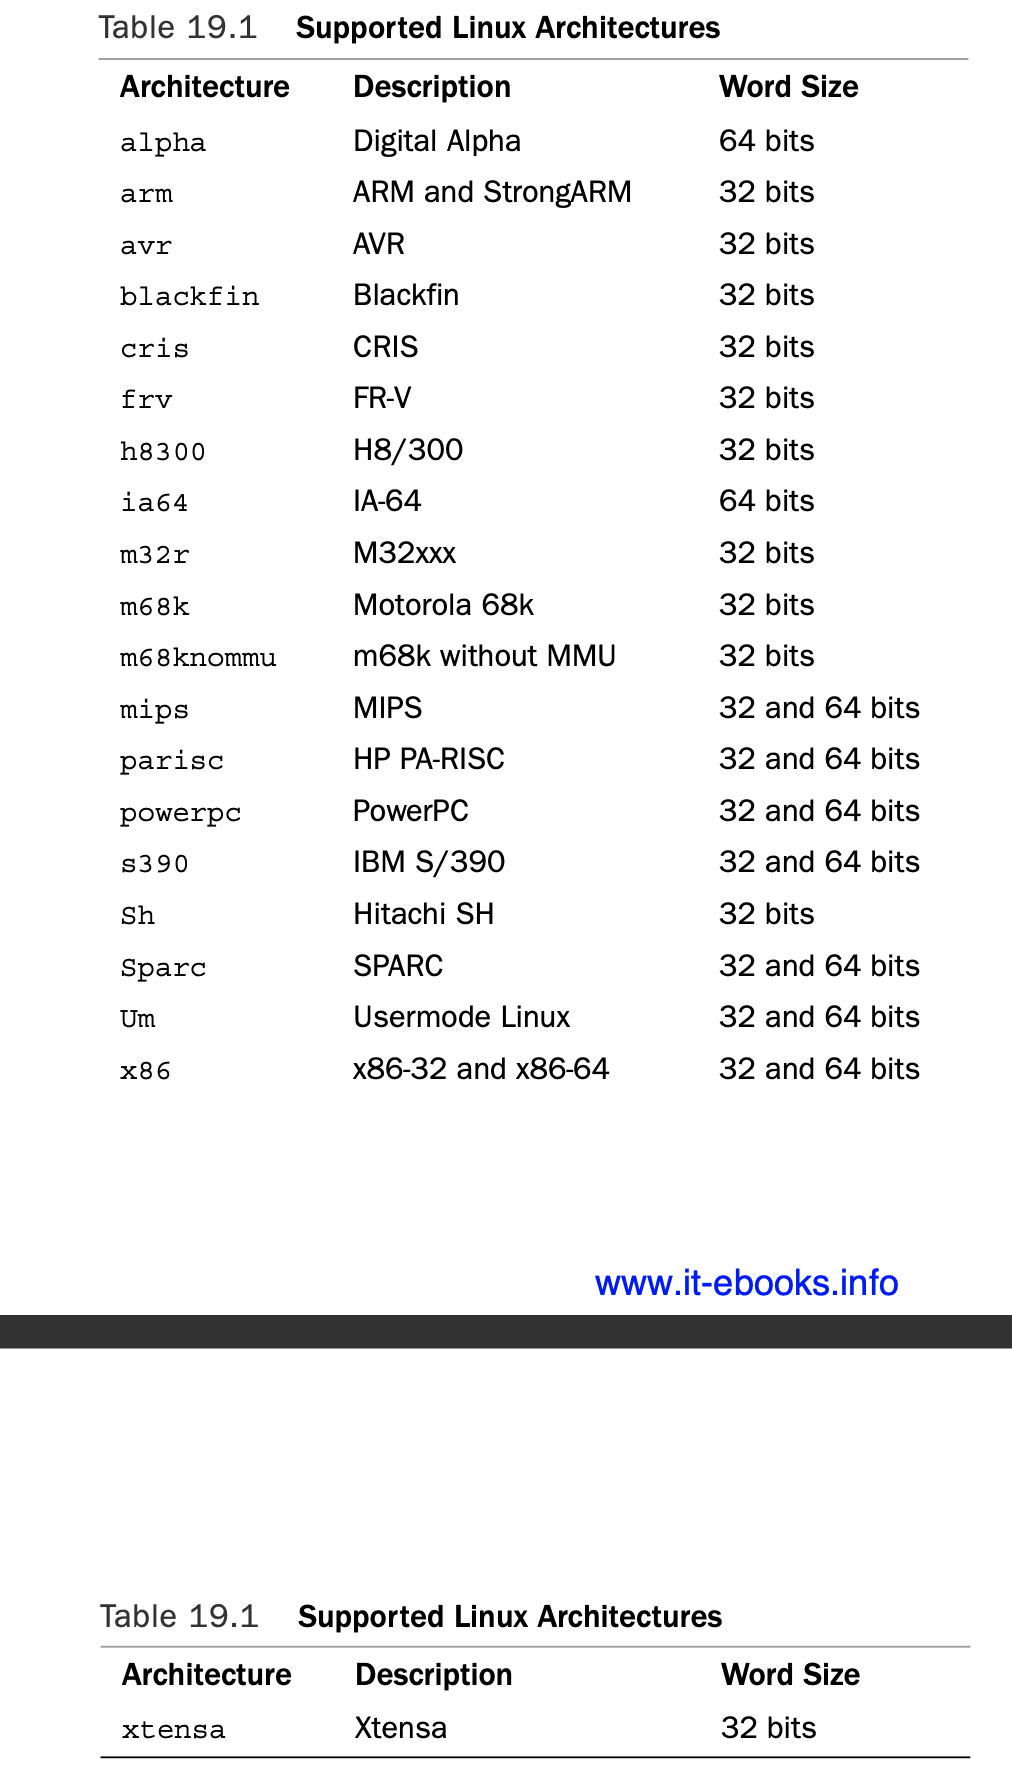 Table 19.1 Supported Linux Architectures
Architecture Description Word Size
alpha Digital Alpha 64 bits
arm ARM and StrongARM 32 bits
avr AVR 32 bits
blackfin Blackfin 32 bits
cris CRIS 32 bits
frv FR-V 32 bits
h8300 H8/300 32 bits
ia64 IA-64 64 bits
m32r M32xxx 32 bits
m68k Motorola 68k 32 bits
m68knommu m68k without MMU 32 bits
mips MIPS 32 and 64 bits
parisc HP PA-RISC 32 and 64 bits
powerpc PowerPC 32 and 64 bits
s390 IBM S/390 32 and 64 bits
Sh Hitachi SH 32 bits
Sparc SPARC 32 and 64 bits
Um Usermode Linux 32 and 64 bits
x86 x86-32 and x86-64 32 and 64 bits
www.it-ebooks.info
Table 19.1 Supported Linux Architectures
Architecture Description Word Size
xtensa Xtensa 32 bits